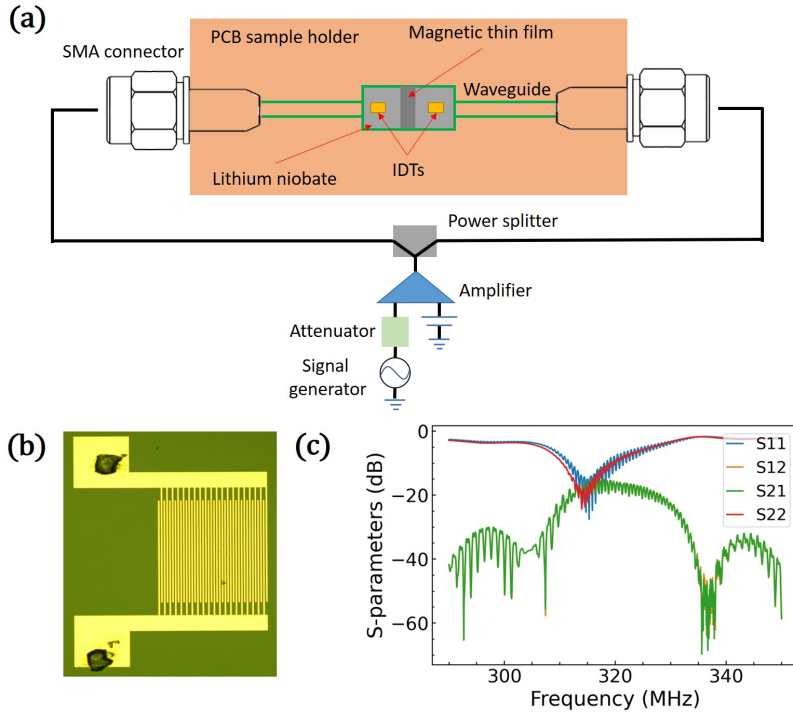 (a)
PCB sample holder
Magnetic thin film
SMA connector
Waveguide
Lithium niobate
IDTs
Power splitter
Amplifier
Attenuator
Signal
generator
(b)
(c)
S-parameters (dB)
0
−20
−40
−60
S11
S12
S21
S22
300
320
340
Frequency (MHz)